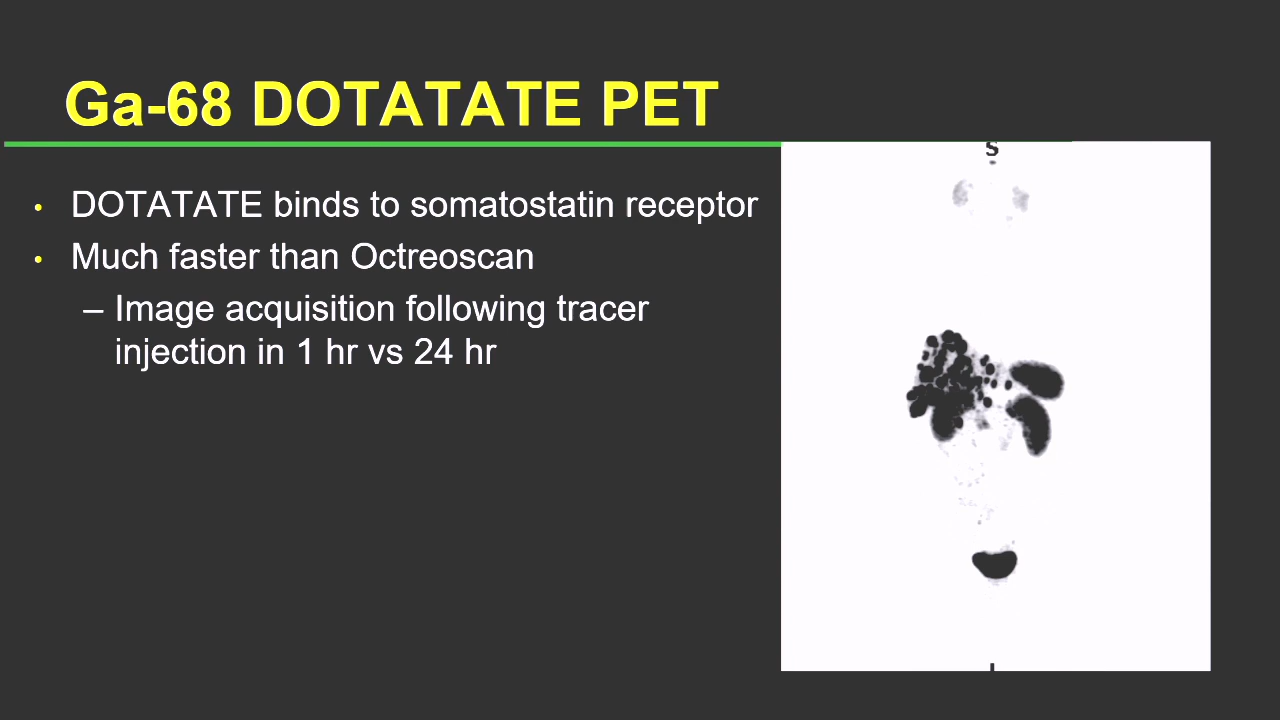 Ga-68 DOTATATE PET
S
• DOTATATE binds to somatostatin receptor
• Much faster than Octreoscan
– Image acquisition following tracer
injection in 1 hr vs 24 hr
I